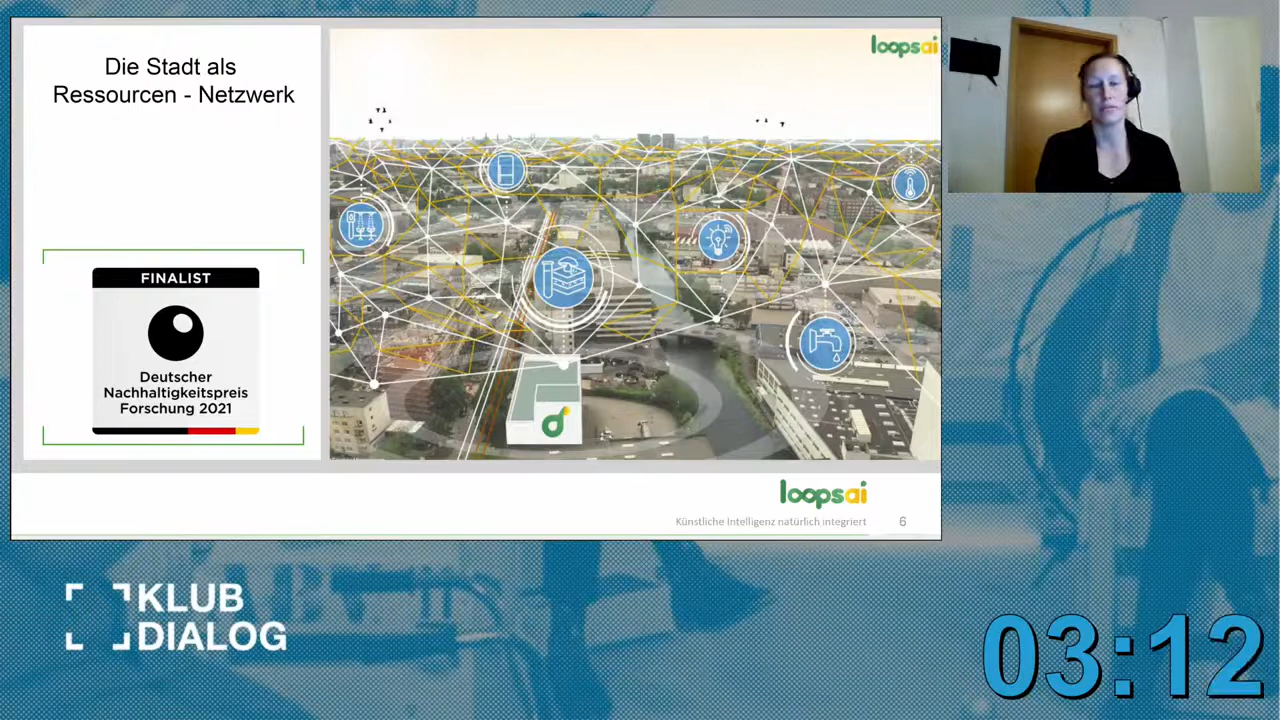 Die Stadt als
Ressourcen - Netzwerk
loopsai
FINALIST
Deutscher
Nachhaltigkeitspreis
Forschung 2021
d
loopsai
Künstliche Intelligenz natürlich integriert
6
KLUB
DIALOG
03:12